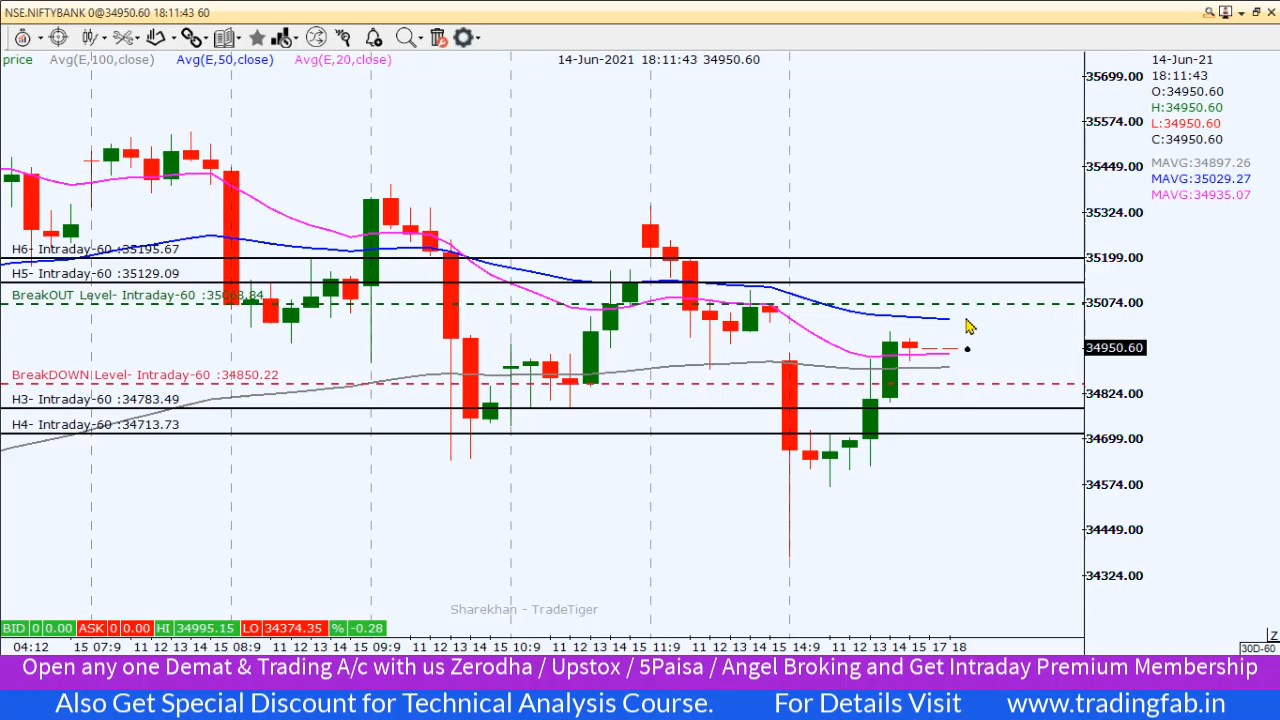 NSE.NIFTYBANK 0@34950.60 18:11:43 60
price Avg(E,100,close) Avg(E,50,close) Avg(E,20,close) 14-Jun-2021 18:11:43 34950.60
14-Jun-21
18:11:43
O:34950.60
H:34950.60
L:34950.60
C:34950.60
MAVG:34897.26
MAVG:35029.27
MAVG:34935.07
35699.00
35574.00
35449.00
35324.00
35199.00
35074.00
34950.60
34824.00
34699.00
34574.00
34449.00
34324.00
H6- Intraday-60 :35195.67
H5- Intraday-60 :35129.09
BreakOUT Level- Intraday-60 :35068.84
BreakDOWN Level- Intraday-60 :34850.22
H3- Intraday-60 :34783.49
H4- Intraday-60 :34713.73
Sharekhan - TradeTiger
BID 0 0.00 ASK 0 0.00 HI 34995.15 LO 34374.35 % -0.28
Z
04:12 15 07:9 11 12 13 14 15 08:9 11 12 13 14 15 09:9 11 12 13 14 15 10:9 11 12 13 14 15 11:9 11 12 13 14 15 14:9 11 12 13 14 15 17 18
30D-60
Open any one Demat & Trading A/c with us Zerodha / Upstox / 5Paisa / Angel Broking and Get Intraday Premium Membership
Also Get Special Discount for Technical Analysis Course. For Details Visit www.tradingfab.in